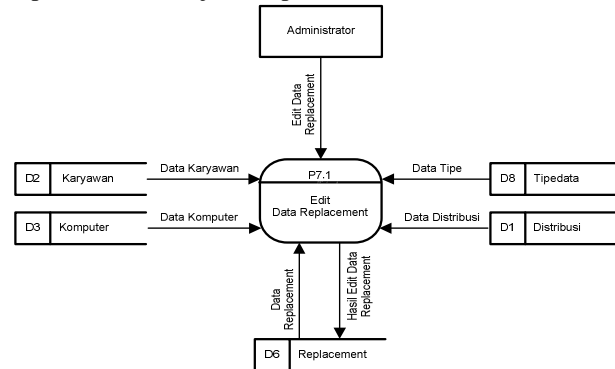 Administrator
Edit Data
Replacement
D2 Karyawan
Data Karyawan
P7.1
Data Tipe
D8 Tipedata
Edit
Data Replacement
D3 Komputer
Data Komputer
Data Distribusi
D1 Distribusi
Data
Replacement
Hasil Edit Data
Replacement
D6 Replacement